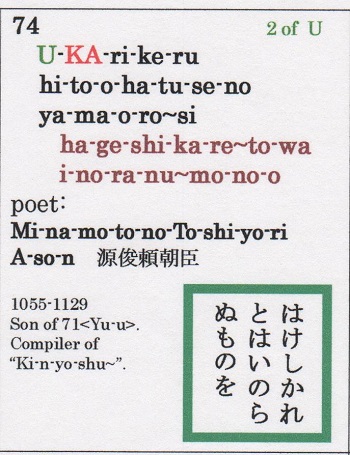 74
2 of U
U-KA-ri-ke-ru
hi-to-o-ha-tu-se-no
ya-ma-o-ro~si
ha-ge-shi-ka-re~to-wa
i-no-ra-nu~mo-no-o
poet:
Mi-na-mo-to-no-To-shi-yo-ri
A-so-n 源俊頼朝臣
1055-1129
Son of 71<Yu-u>.
Compiler of
“Ki-n-yo-shu~”.
はけしかれ
とはいのら
ぬものを